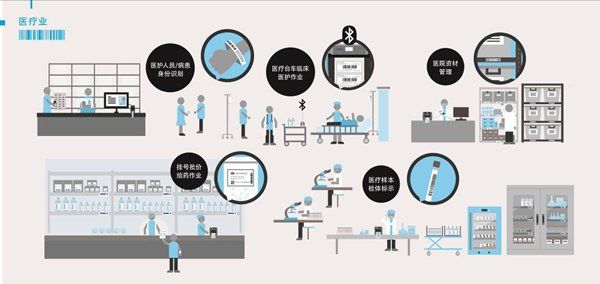 医疗业
医护人员/病患
身份识别
医疗台车临床
医护作业
医院资材
管理
挂号批价
给药作业
医疗样本
检体标示